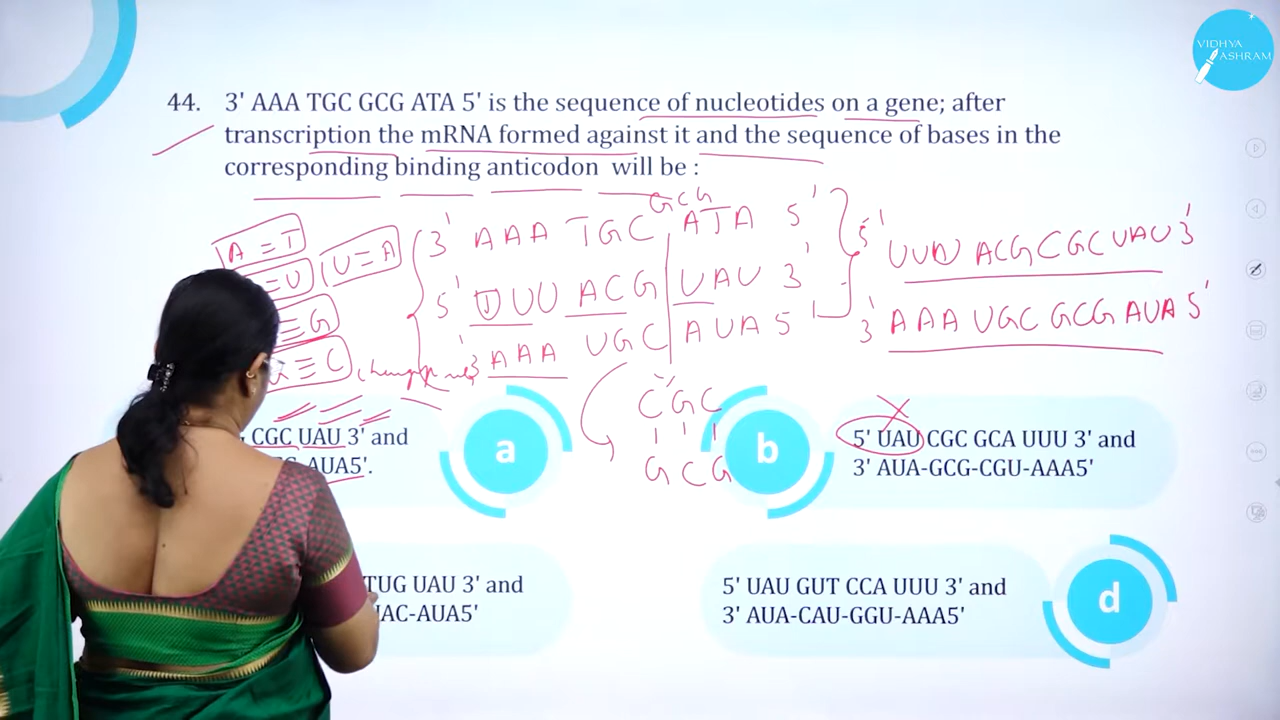 VIDHYA
ASHRAM
44. 3' AAA TGC GCG ATA 5' is the sequence of nucleotides on a gene; after
transcription the mRNA formed against it and the sequence of bases in the
corresponding binding anticodon will be :
GCG
3' AAA TGC ATA 5'
A = T
U = A
= U
≡ G
≡ C
5' UUU ACG UAU 3'
3' AAA UGC AUA 5'
5' UUU ACG CGC UAU 3'
3' AAA UGC GCG AUA 5'
CGC
GCG
CGC UAU 3' and
AUA5'.
a
b
5' UAU CGC GCA UUU 3' and
3' AUA-GCG-CGU-AAA5'
TUG UAU 3' and
AC-AUA5'
5' UAU GUT CCA UUU 3' and
3' AUA-CAU-GGU-AAA5'
d